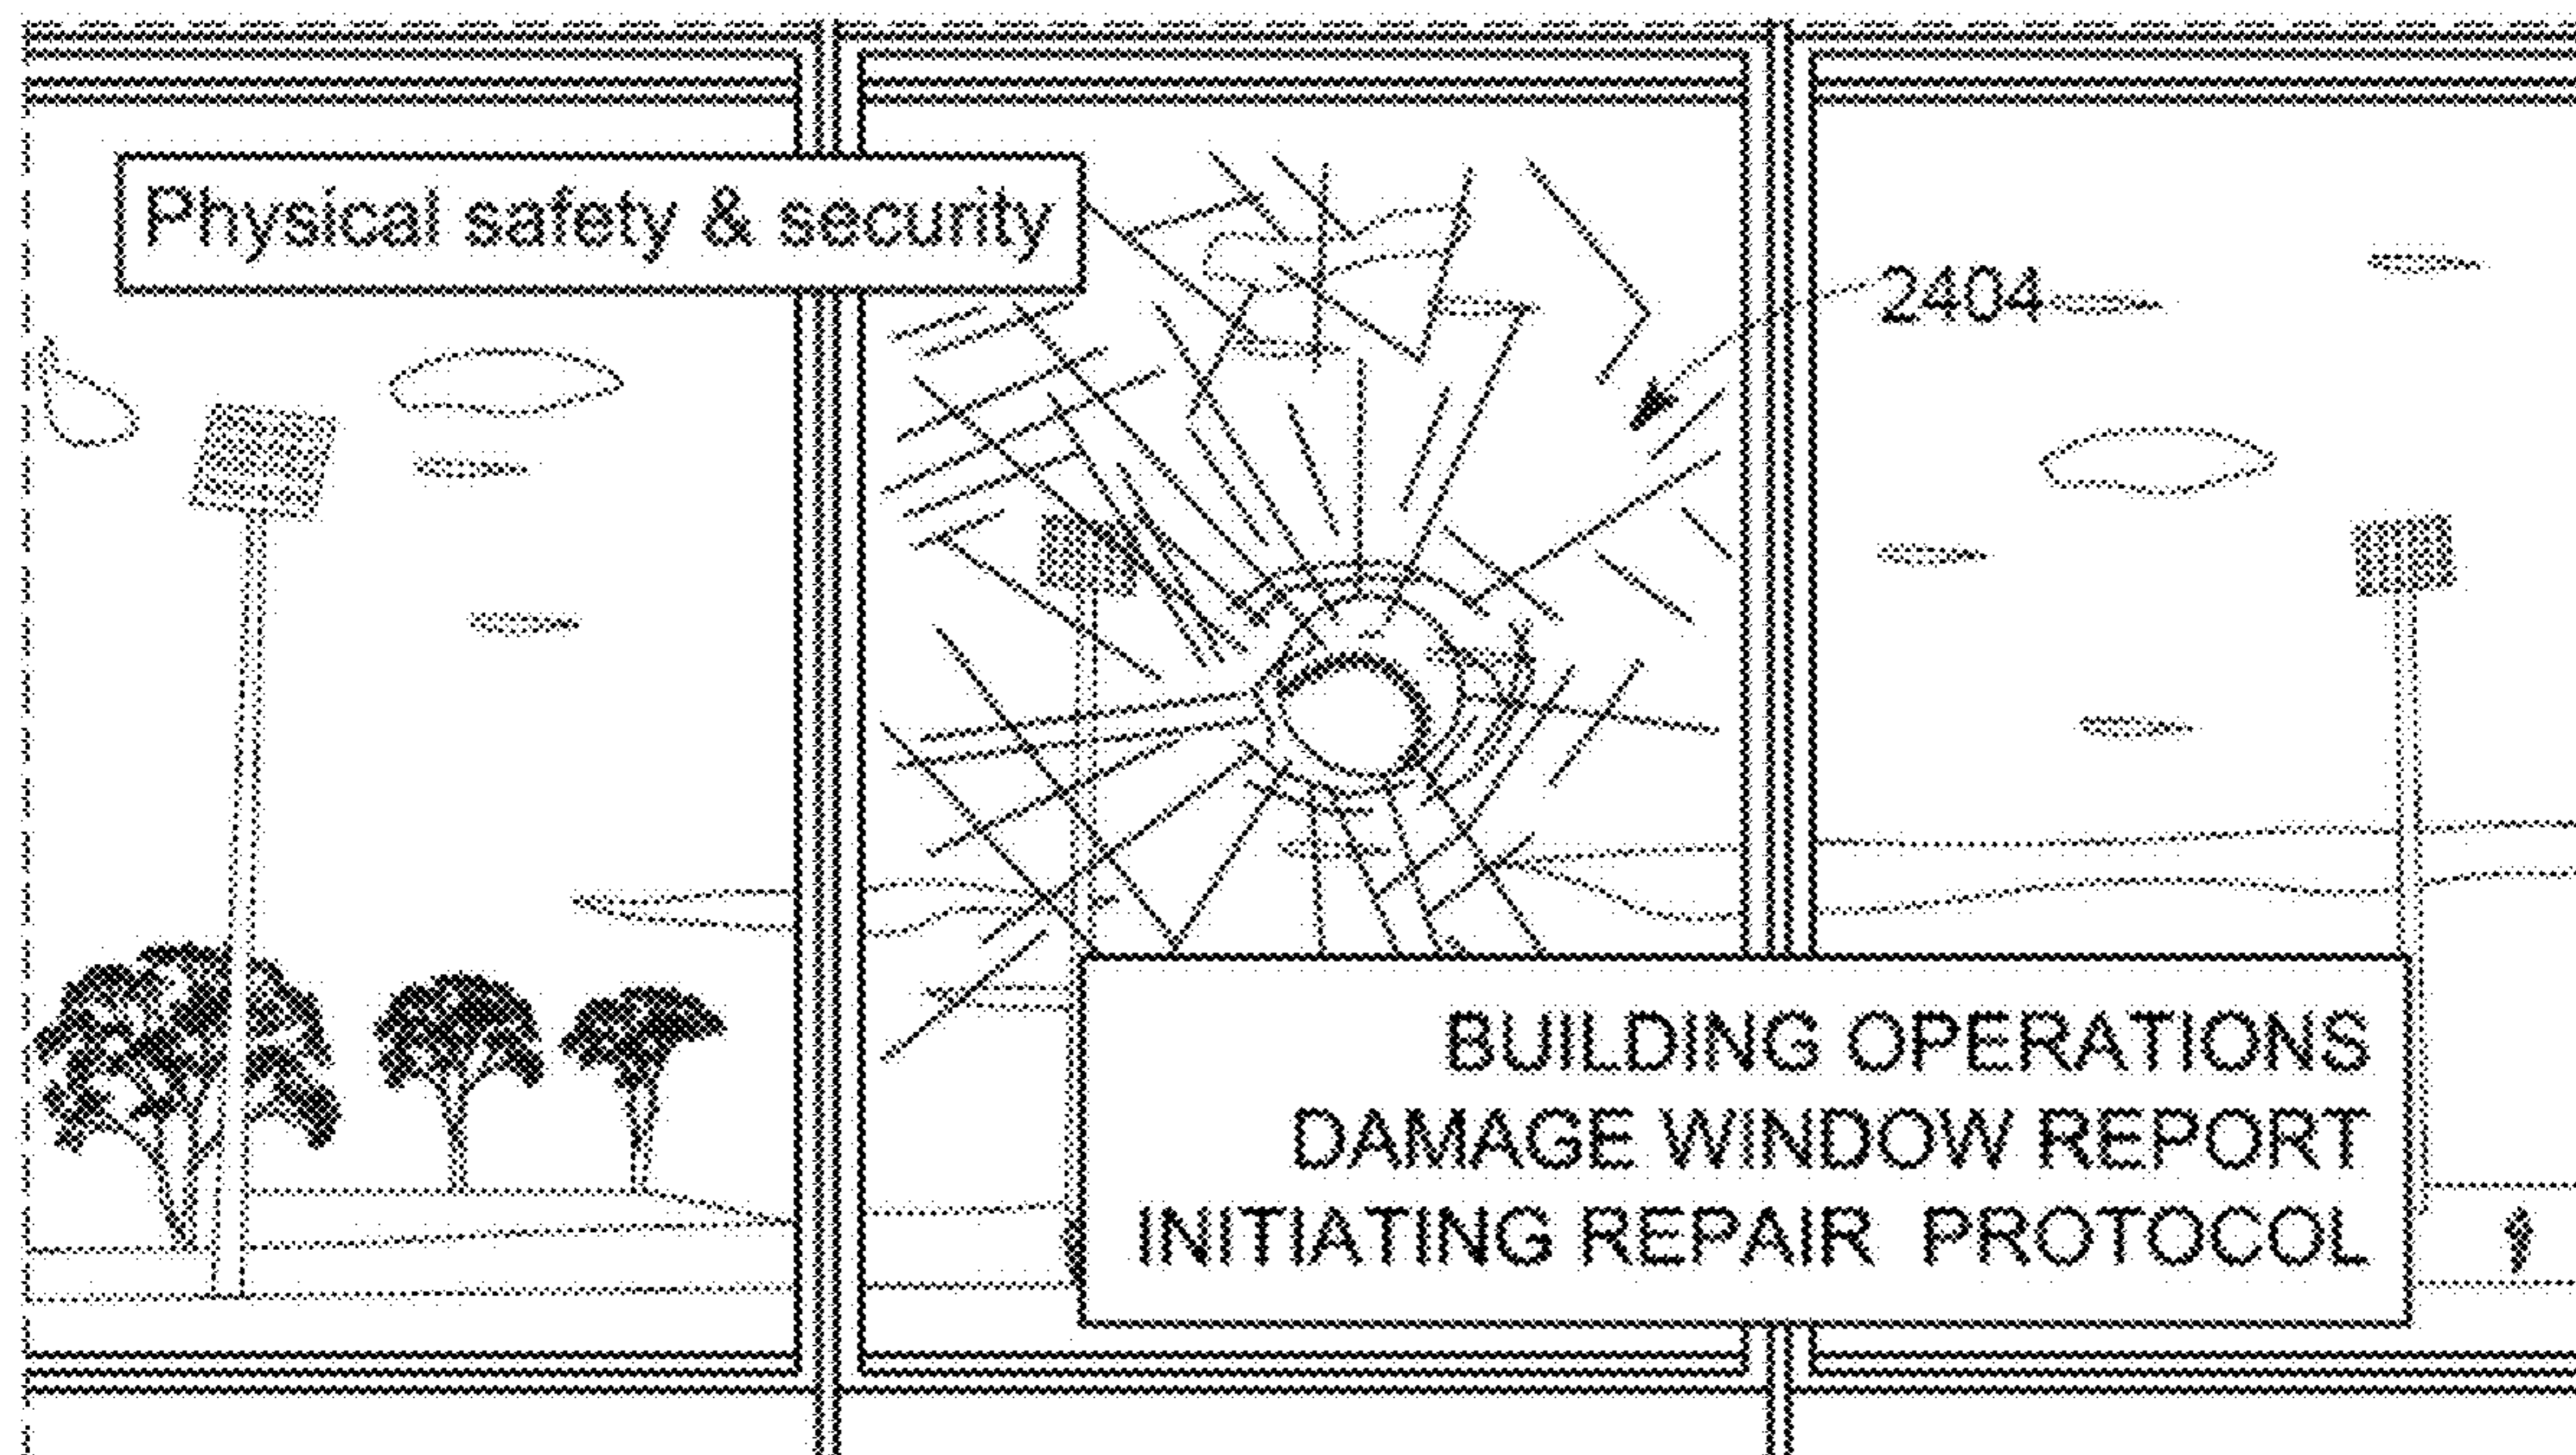 Physical safety & security
2404
BUILDING OPERATIONS
DAMAGE WINDOW REPORT
INITIATING REPAIR PROTOCOL